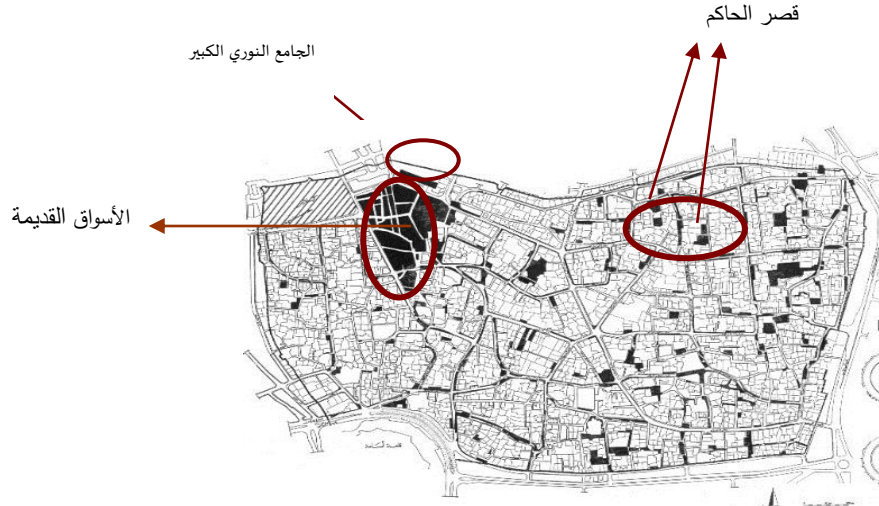 قصر الحاكم
الجامع النوري الكبير
الأسواق القديمة